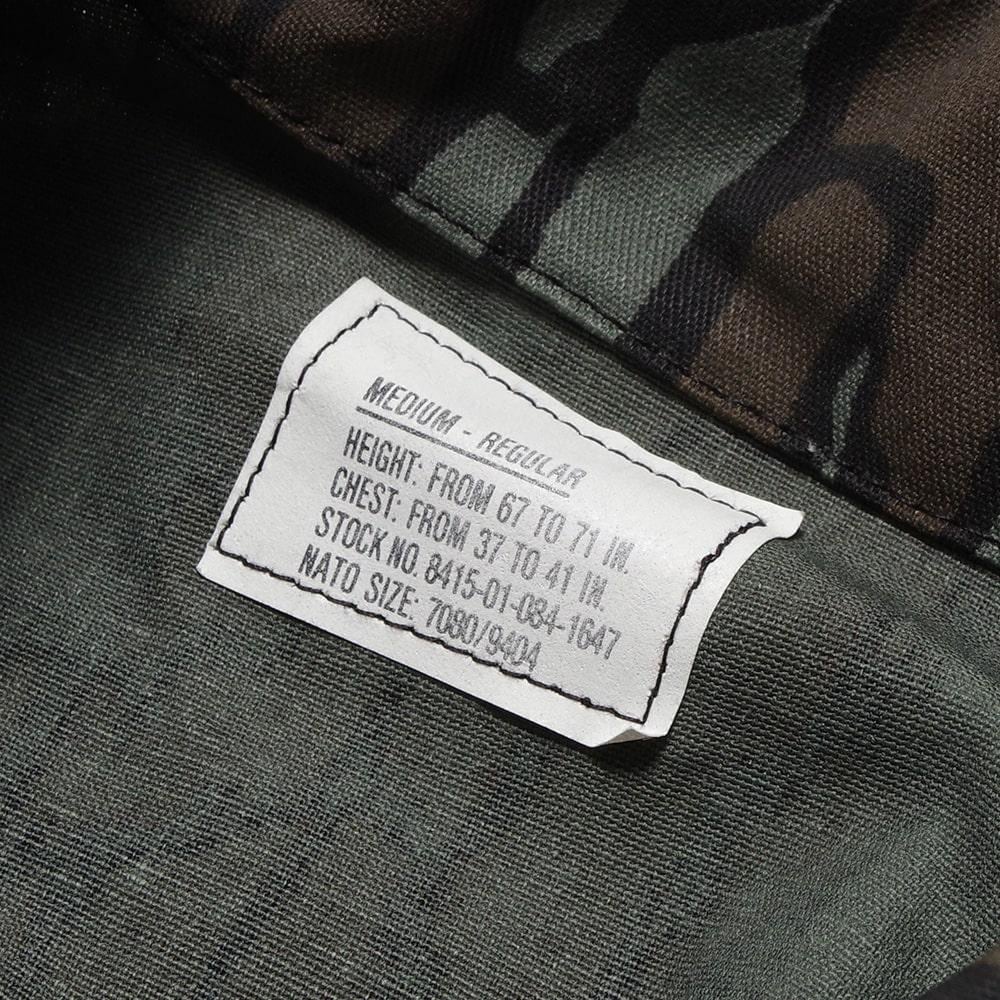 MEDIUM - REGULAR
HEIGHT: FROM 67 TO 71 IN.
CHEST: FROM 37 TO 41 IN.
STOCK NO. 8415-01-084-1647
NATO SIZE: 7080/9404